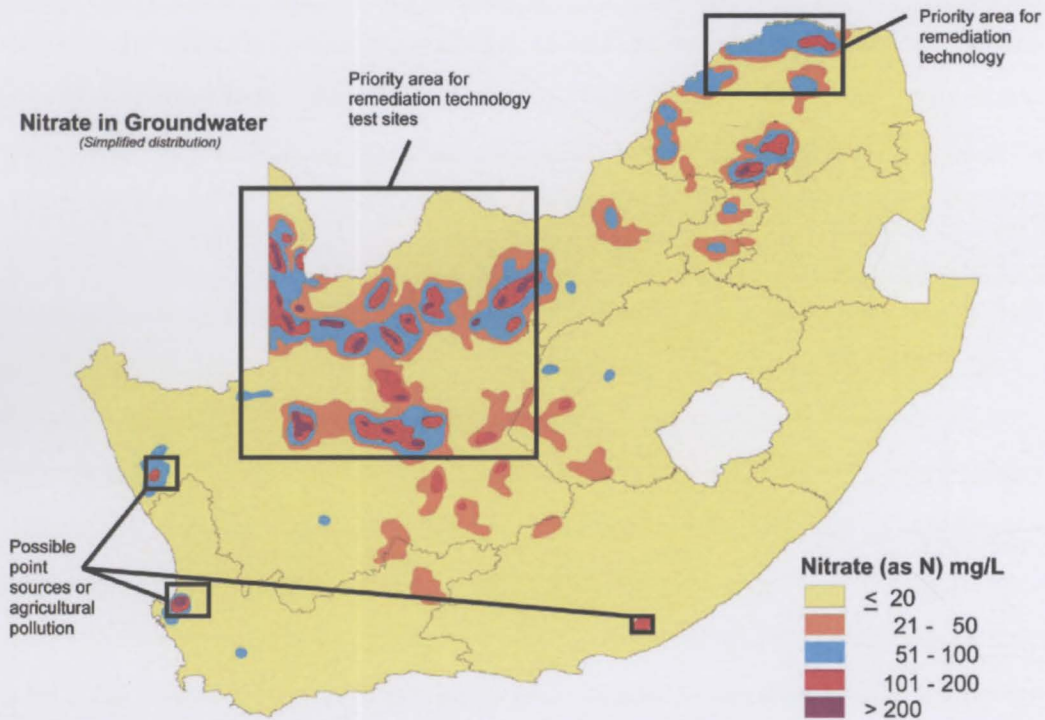 Nitrate in Groundwater
(Simplified distribution)
Priority area for
remediation technology
test sites
Priority area for
remediation
technology
Possible
point
sources or
agricultural
pollution
Nitrate (as N) mg/L
≤ 20
21 - 50
51 - 100
101 - 200
> 200